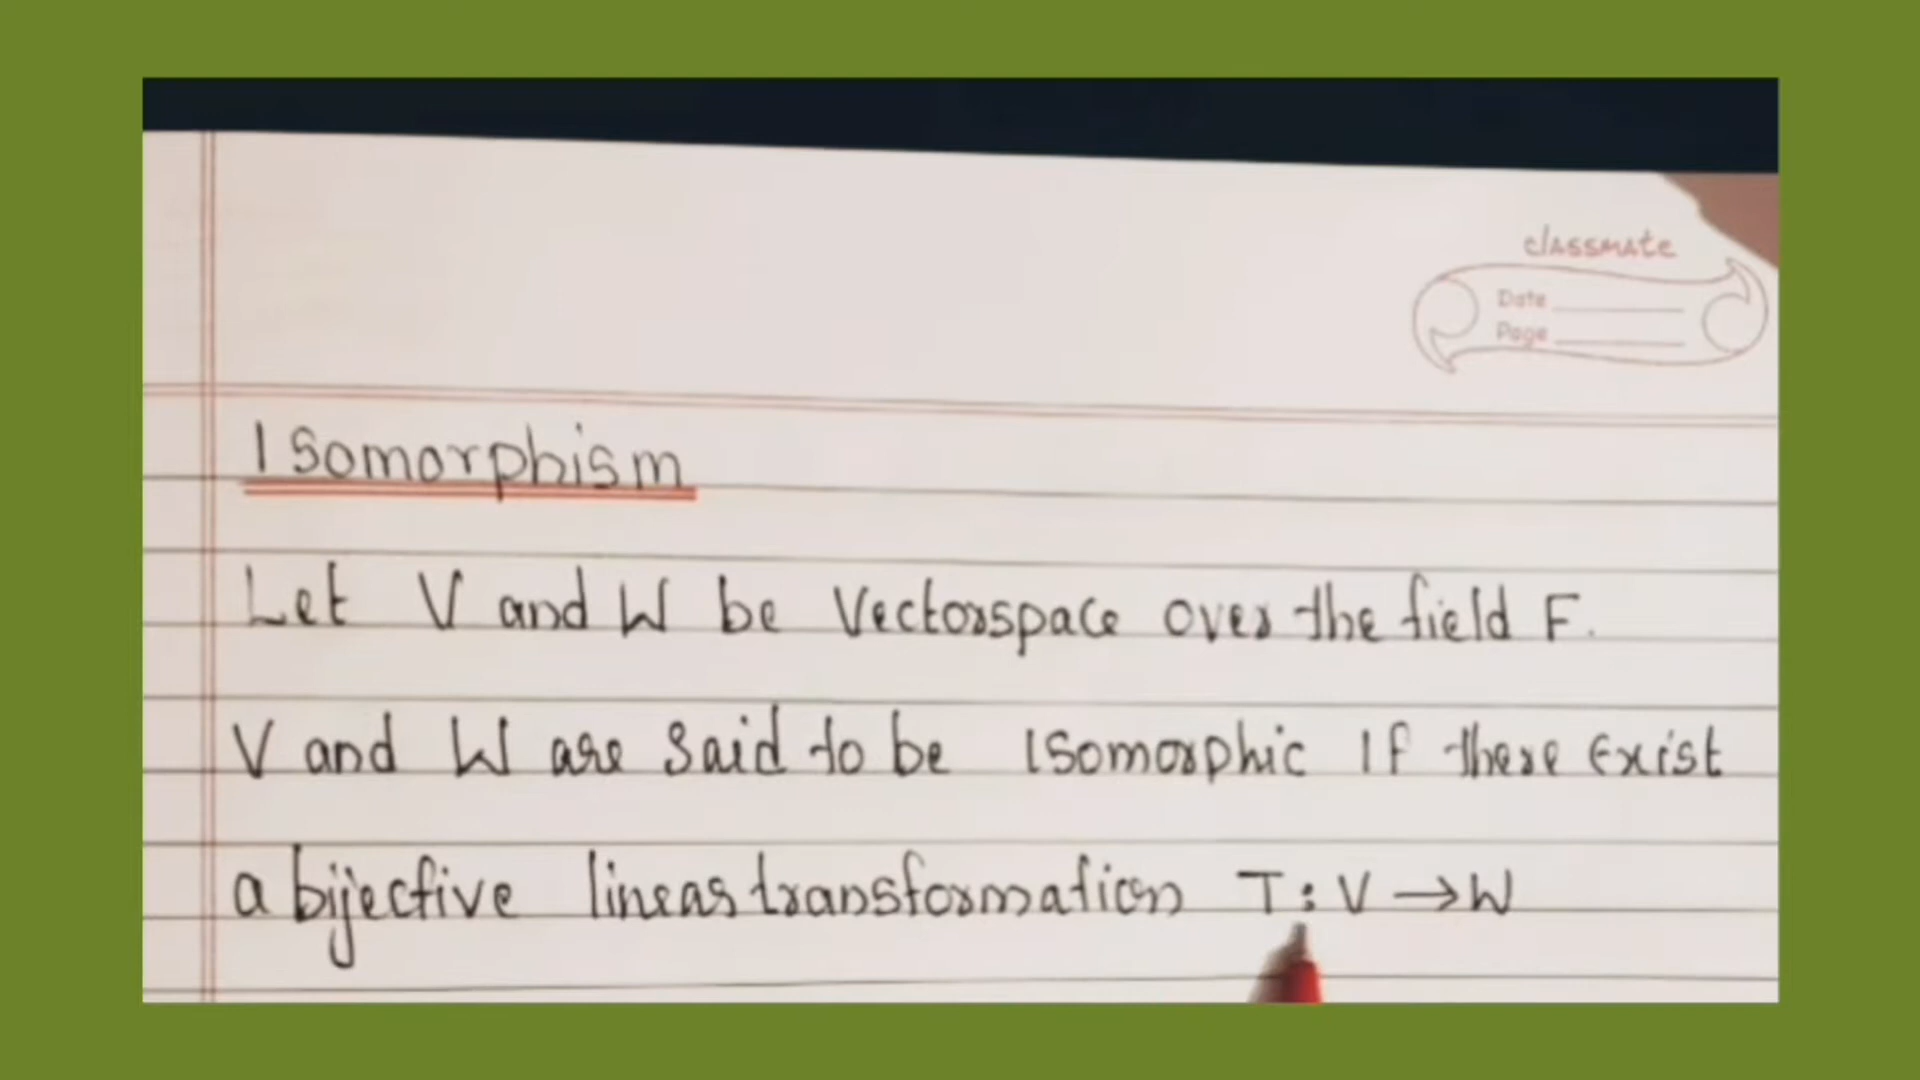 classmate
Date
Page
Isomorphism
Let V and W be Vectorspace over the field F.
V and W are said to be Isomorphic If there Exist
a bijective linear transformation T : V → W